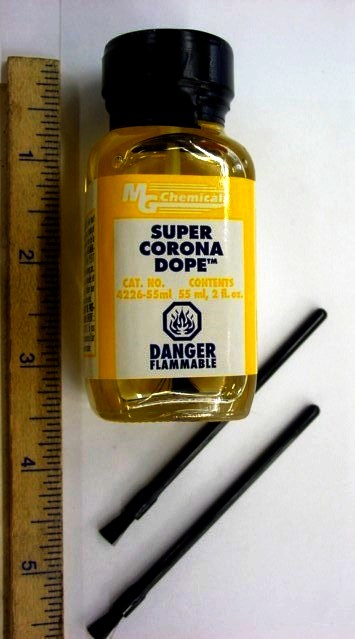 MG Chemicals
SUPER
CORONA
DOPE™
CAT. NO. CONTENTS
4226-55ml 55 ml, 2 fl. oz.
DANGER
FLAMMABLE
1
2
3
4
5